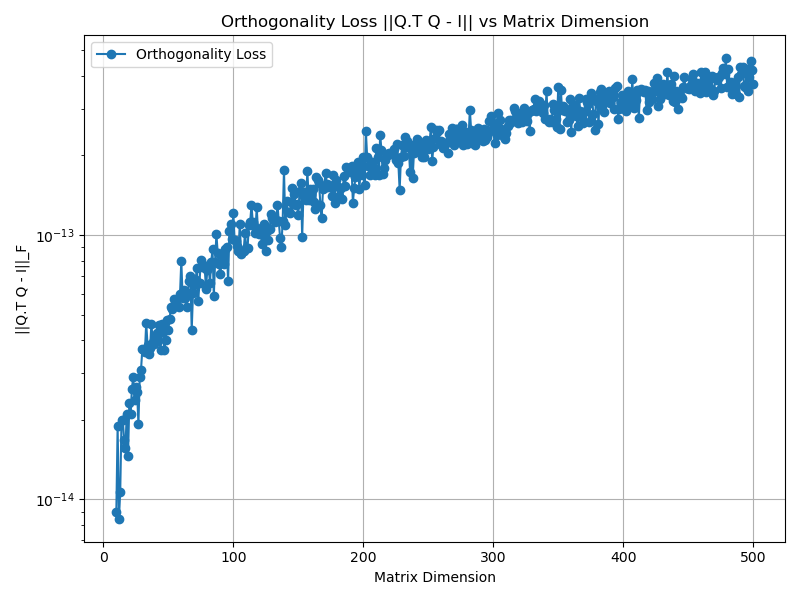 Orthogonality Loss ||Q.T Q - I|| vs Matrix Dimension
Orthogonality Loss
||Q.T Q - I||_F
10⁻¹³
10⁻¹⁴
0 100 200 300 400 500
Matrix Dimension